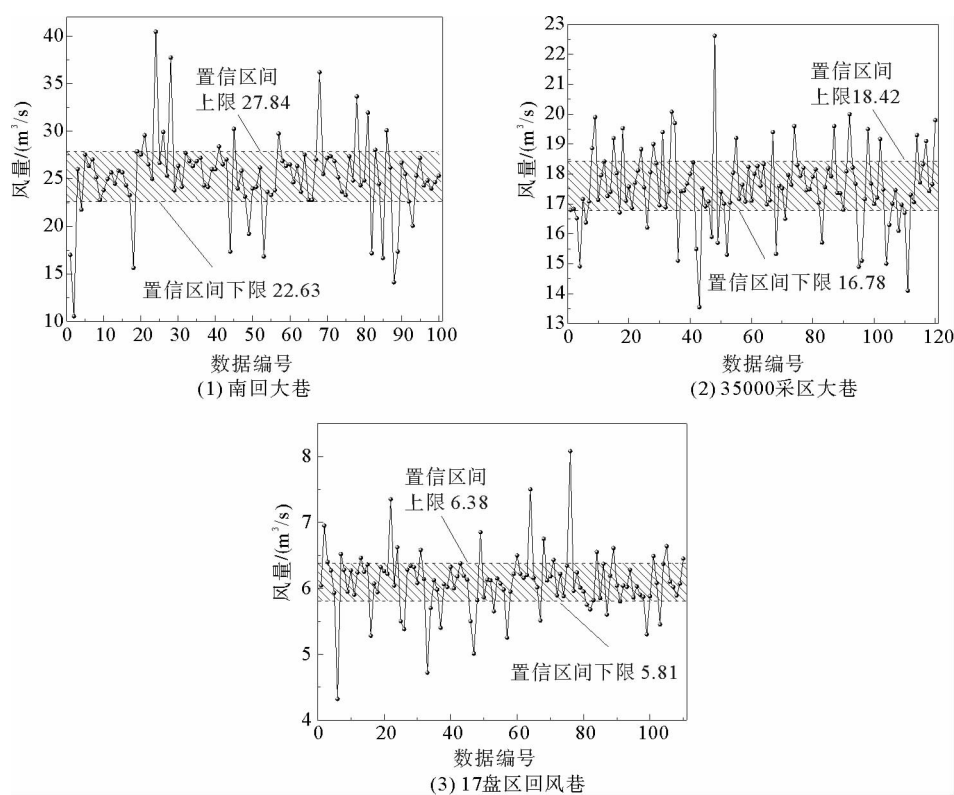 40
35
30
25
20
15
10
风量/(m³/s)
置信区间
上限 27.84
置信区间下限 22.63
0 20 40 60 80 100
数据编号
(1) 南回大巷
23
22
21
20
19
18
17
16
15
14
13
风量/(m³/s)
置信区间
上限18.42
置信区间下限 16.78
0 20 40 60 80 100 120
数据编号
(2) 35000采区大巷
8
7
6
5
4
风量/(m³/s)
置信区间
上限 6.38
置信区间下限 5.81
0 20 40 60 80 100
数据编号
(3) 17盘区回风巷